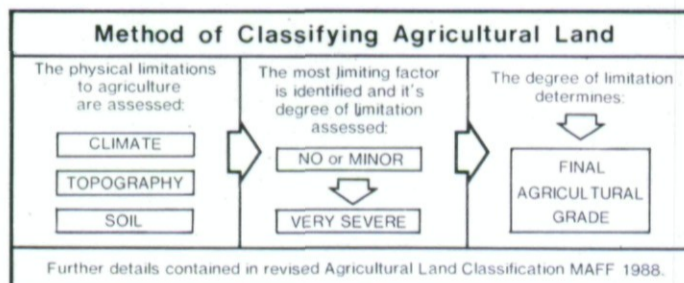 Method of Classifying Agricultural Land
The physical limitations
to agriculture
are assessed:
CLIMATE
TOPOGRAPHY
SOIL
The most limiting factor
is identified and it's
degree of limitation
assessed:
NO or MINOR
VERY SEVERE
The degree of limitation
determines:
FINAL
AGRICULTURAL
GRADE
Further details contained in revised Agricultural Land Classification MAFF 1988.